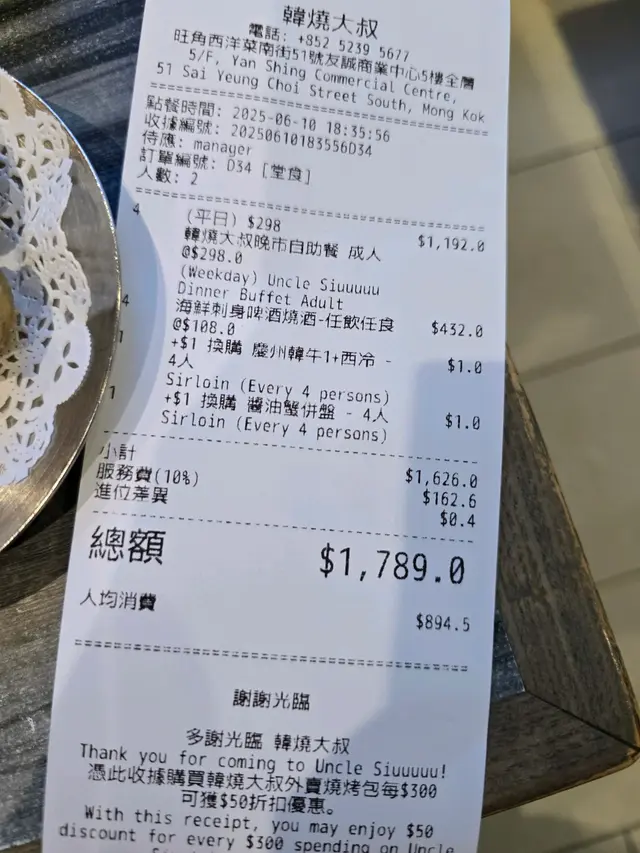 韓燒大叔
電話: +852 5239 5677
旺角西洋菜南街51號友誠商業中心5樓全層
5/F, Yan Shing Commercial Centre,
51 Sai Yeung Choi Street South, Mong Kok
點餐時間: 2025-06-10 18:35:56
收據編號: 20250610183556D34
侍應: manager
訂單編號: D34 [堂食]
人數: 2
4 (平日) $298 $1,192.0
韓燒大叔晚市自助餐 成人
@$298.0
(Weekday) Uncle Siuuuuu
Dinner Buffet Adult
4 海鮮刺身啤酒燒酒-任飲任食 $432.0
@$108.0
1 +$1 換購 慶州韓牛1+西冷 - $1.0
4人
Sirloin (Every 4 persons)
1 +$1 換購 醬油蟹併盤 - 4人 $1.0
Sirloin (Every 4 persons)
小計 $1,626.0
服務費(10%) $162.6
進位差異 $0.4
總額 $1,789.0
人均消費 $894.5
謝謝光臨
多謝光臨 韓燒大叔
Thank you for coming to Uncle Siuuuuu!
憑此收據購買韓燒大叔外賣燒烤包每$300
可獲$50折扣優惠。
With this receipt, you may enjoy $50
discount for every $300 spending on Uncle